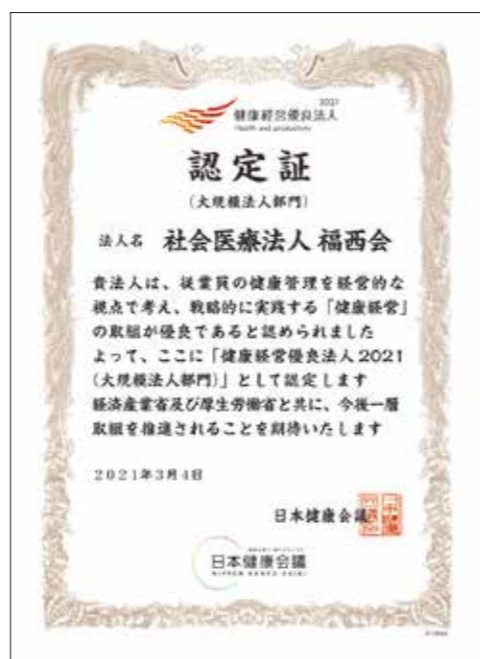 2021
健康経営優良法人
Health and productivity
認定証
(大規模法人部門)
法人名 社会医療法人 福西会
貴法人は、従業員の健康管理を経営的な
視点で考え、戦略的に実践する「健康経営」
の取組が優良であると認められました
よって、ここに「健康経営優良法人2021
(大規模法人部門)」として認定します
経済産業省及び厚生労働省と共に、今後一層
取組を推進されることを期待いたします
2021年3月4日
日本健康会議
日本健康会議
NIPPON KENKO KAIGI